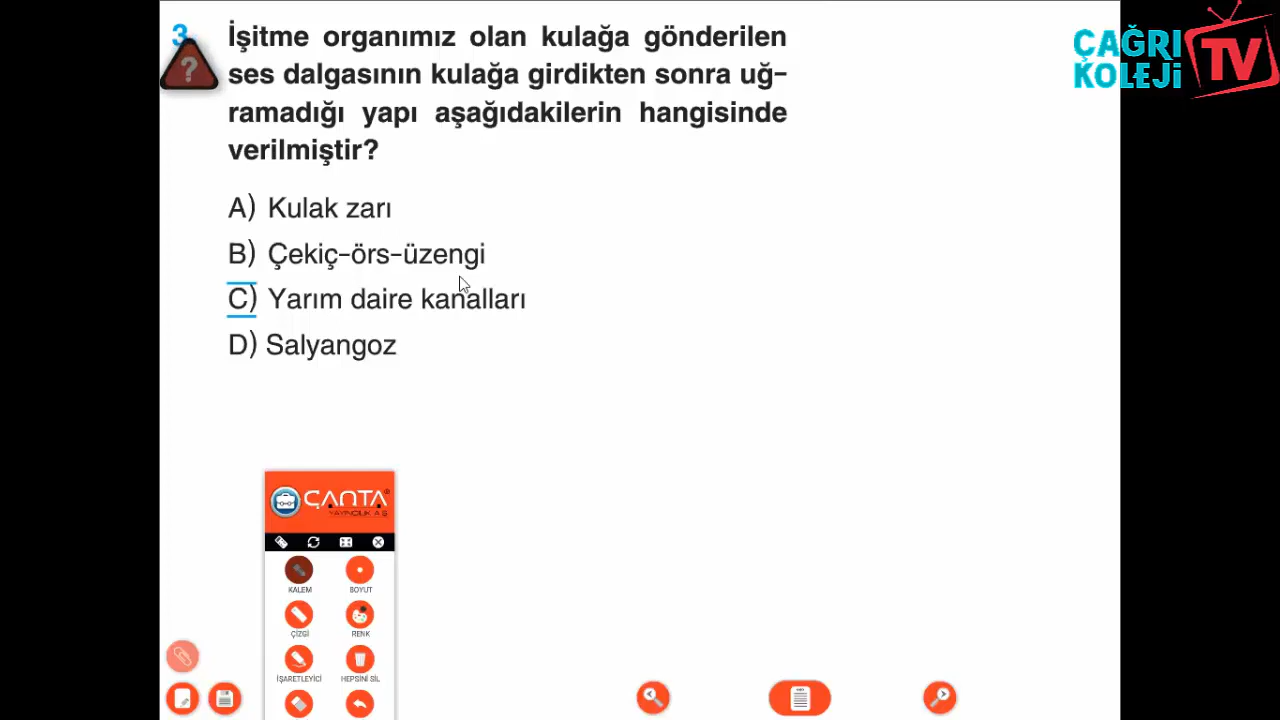 3.
İşitme organımız olan kulağa gönderilen
ses dalgasının kulağa girdikten sonra uğ-
ramadığı yapı aşağıdakilerin hangisinde
verilmiştir?
A) Kulak zarı
B) Çekiç-örs-üzengi
C) Yarım daire kanalları
D) Salyangoz
ÇAĞRI
KOLEJİ
TV
?
ÇANTA
YAYINCILIK A.Ş
KALEM BOYUT
ÇİZGİ RENK
İŞARETLEYİCİ HEPSİNİ SİL